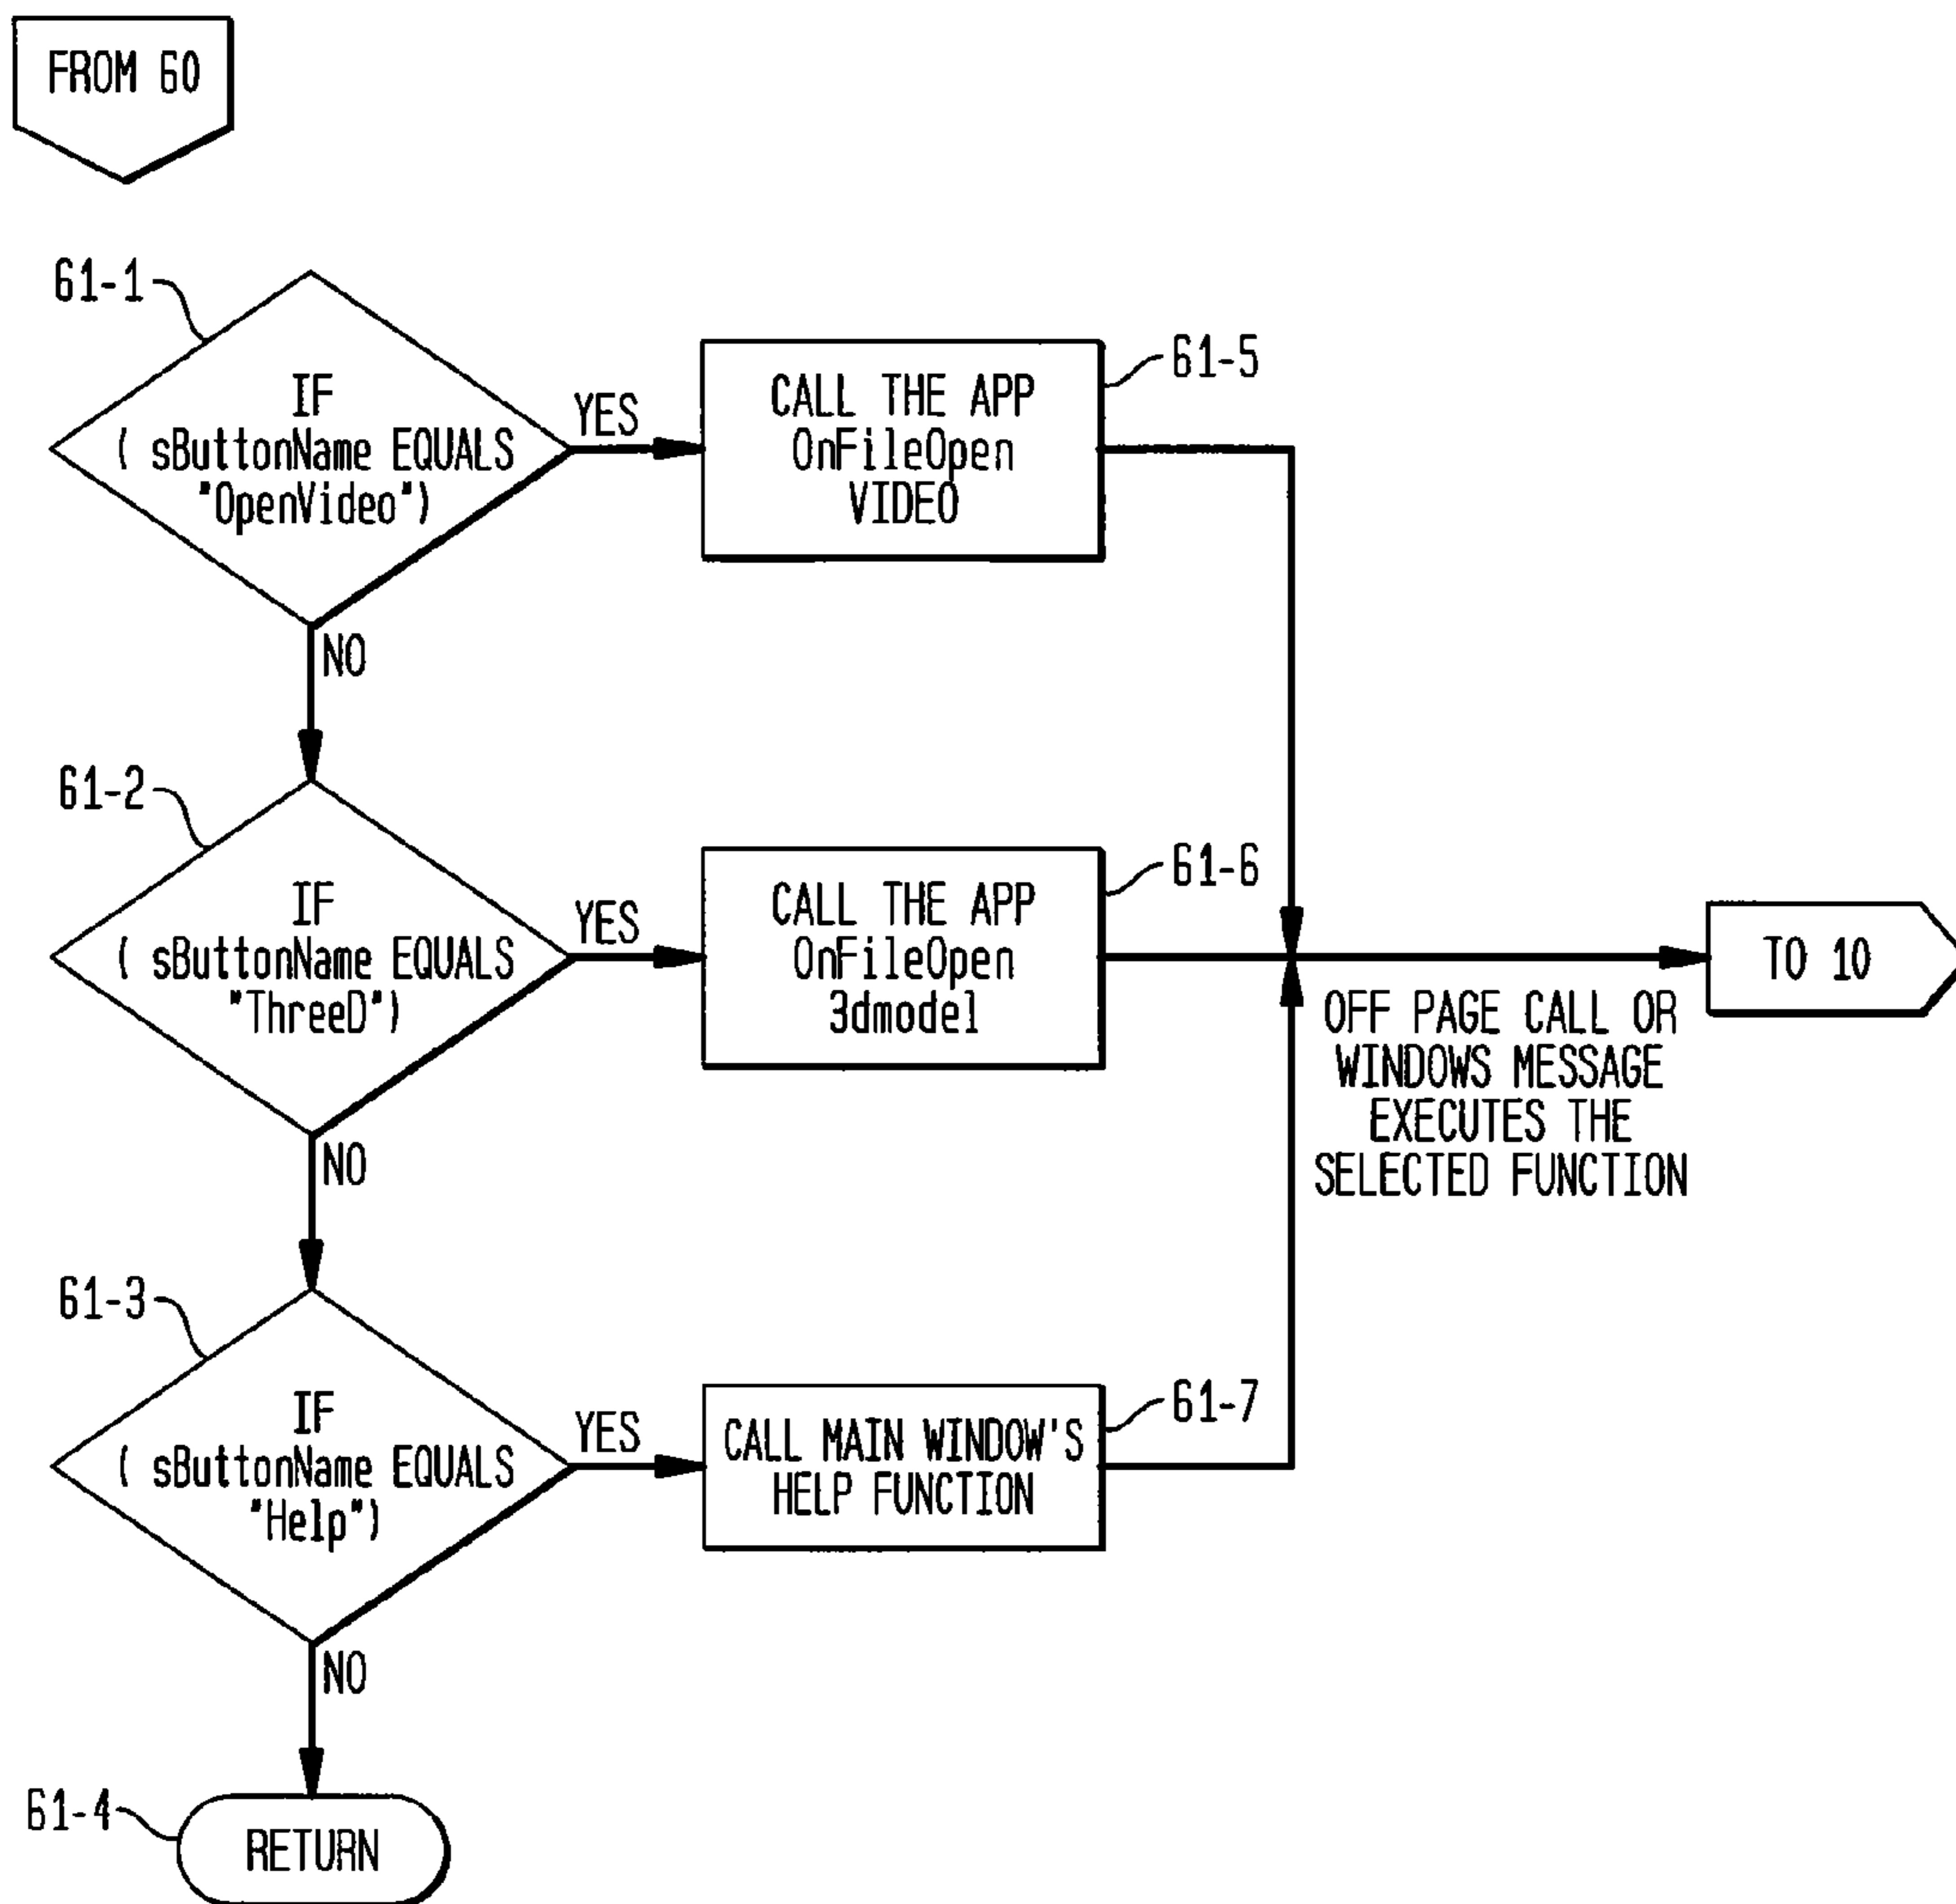 FROM 60
61-1
IF
( sButtonName EQUALS
"OpenVideo")
YES
NO
CALL THE APP
OnFileOpen
VIDEO
61-5
61-2
IF
( sButtonName EQUALS
"ThreeD")
YES
NO
CALL THE APP
OnFileOpen
3dmodel
61-6
TO 10
OFF PAGE CALL OR
WINDOWS MESSAGE
EXECUTES THE
SELECTED FUNCTION
61-3
IF
( sButtonName EQUALS
"Help")
YES
NO
CALL MAIN WINDOW'S
HELP FUNCTION
61-7
61-4
RETURN